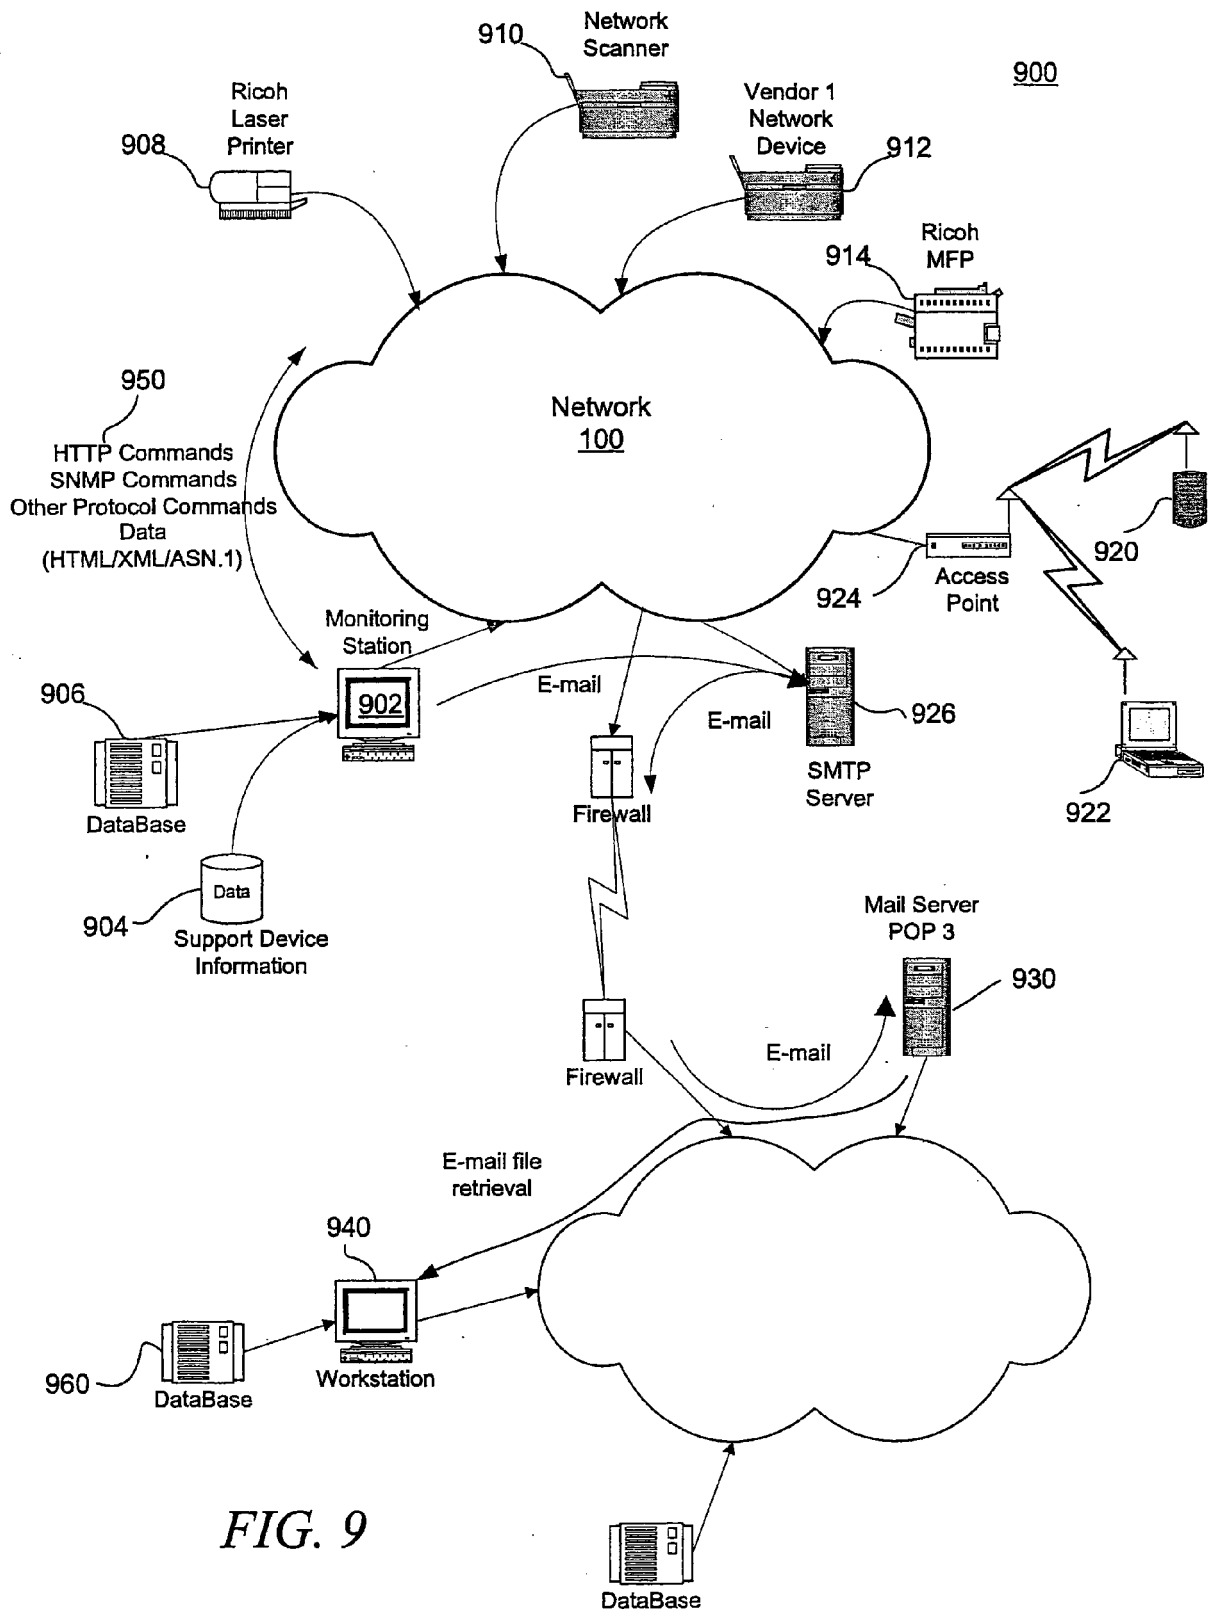 900
910
Network
Scanner
Ricoh
Laser
Printer
908
Vendor 1
Network
Device
912
Ricoh
MFP
914
950
HTTP Commands
SNMP Commands
Other Protocol Commands
Data
(HTML/XML/ASN.1)
Network
100
920
924
Access
Point
922
Monitoring
Station
902
906
DataBase
E-mail
E-mail
926
SMTP
Server
Firewall
Data
904
Support Device
Information
Mail Server
POP 3
930
Firewall
E-mail
E-mail file
retrieval
940
Workstation
960
DataBase
DataBase
FIG. 9